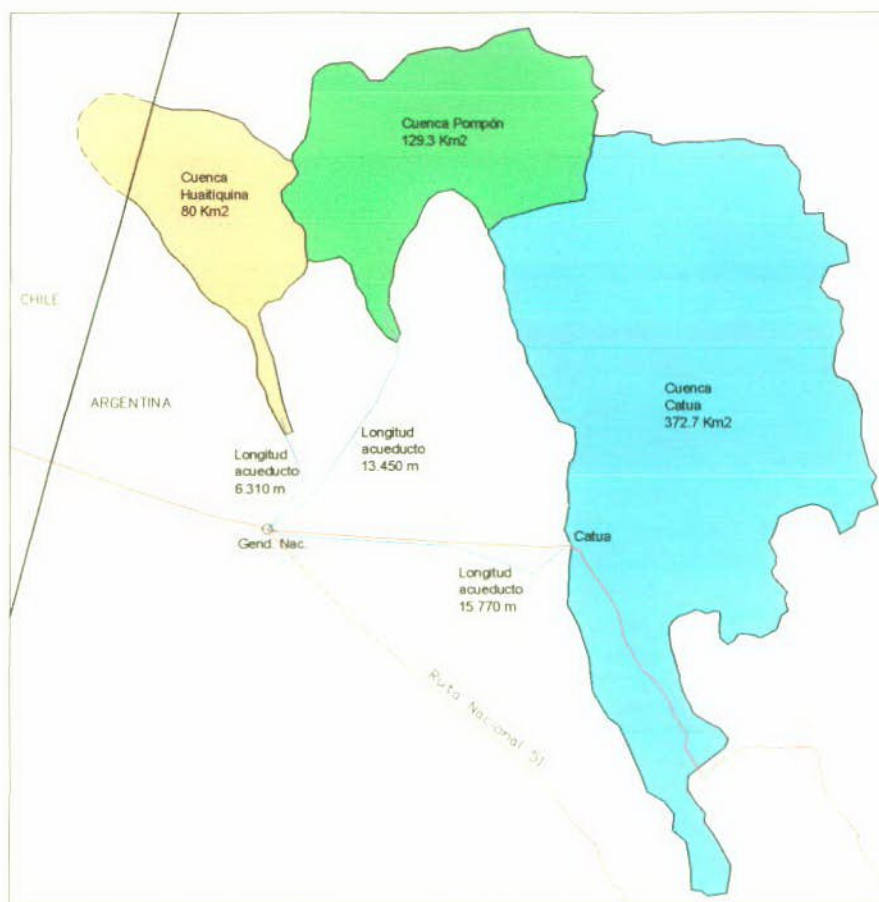 Cuenca Pompón
129.3 Km2
Cuenca
Huaitiquina
80 Km2
CHILE
ARGENTINA
Cuenca
Catua
372.7 Km2
Longitud
acueducto
13.450 m
Longitud
acueducto
6.310 m
Gend. Nac.
Catua
Longitud
acueducto
15.770 m
Ruta Nacional 51